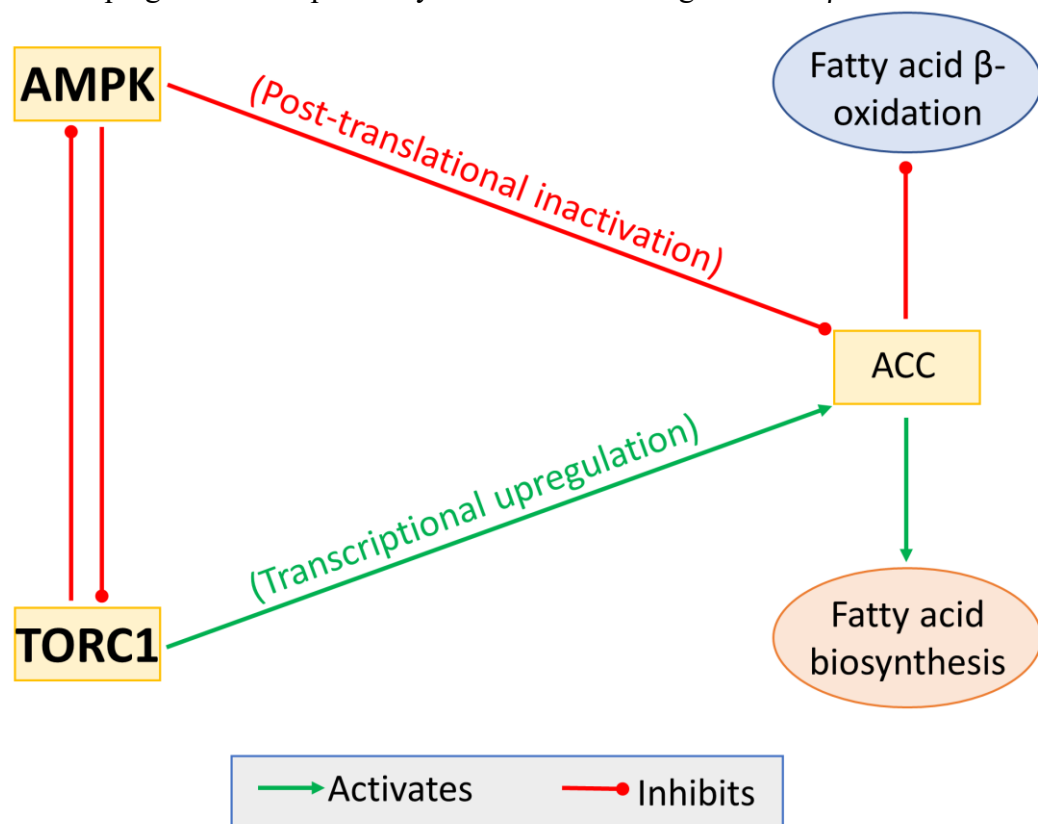 AMPK
(Post-translational inactivation)
Fatty acid β-
oxidation
ACC
(Transcriptional upregulation)
TORC1
Fatty acid
biosynthesis
Activates
Inhibits